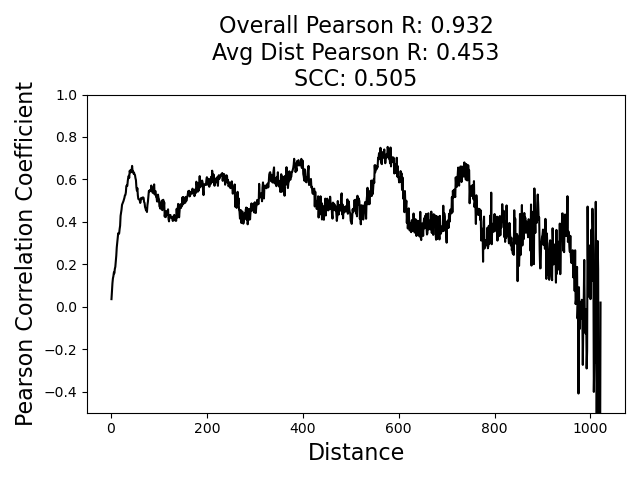 Overall Pearson R: 0.932
Avg Dist Pearson R: 0.453
SCC: 0.505
Pearson Correlation Coefficient
1.0
0.8
0.6
0.4
0.2
0.0
−0.2
−0.4
0 200 400 600 800 1000
Distance